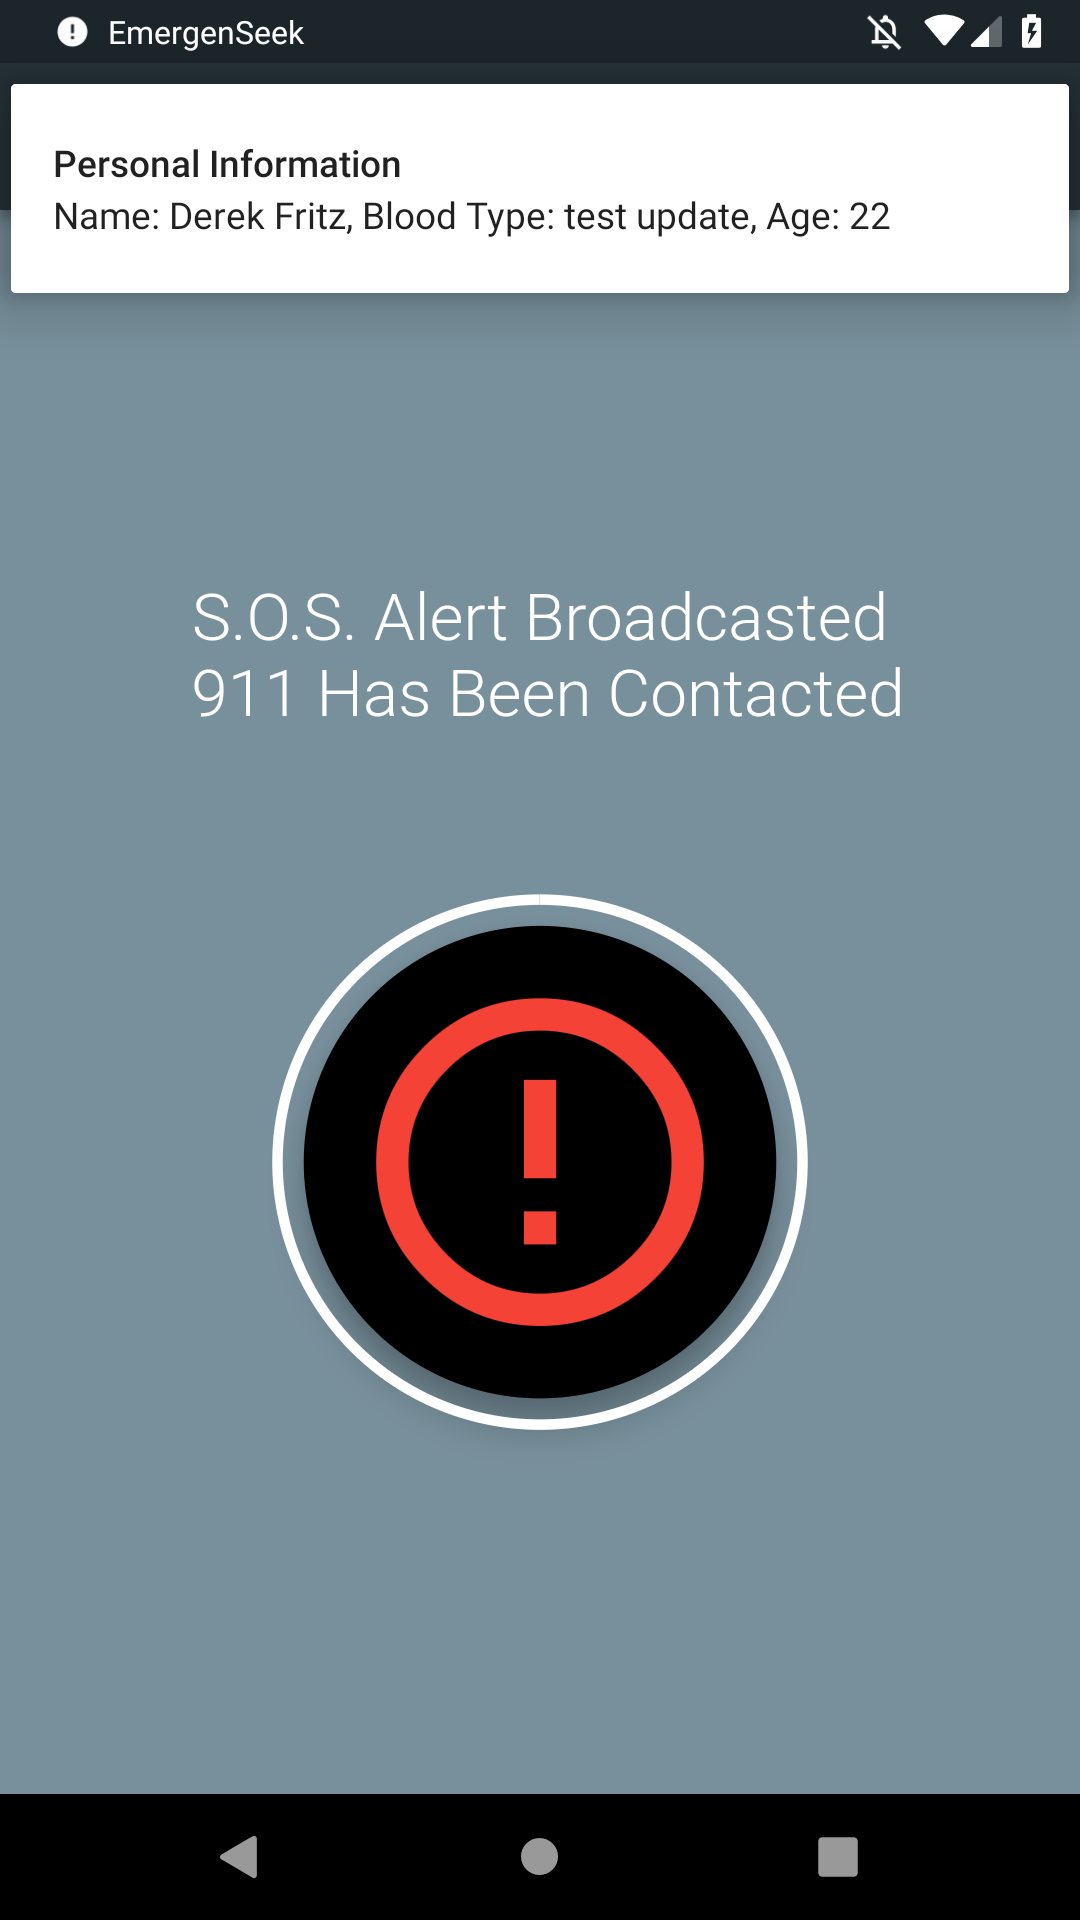 EmergenSeek
Personal Information
Name: Derek Fritz, Blood Type: test update, Age: 22
S.O.S. Alert Broadcasted
911 Has Been Contacted